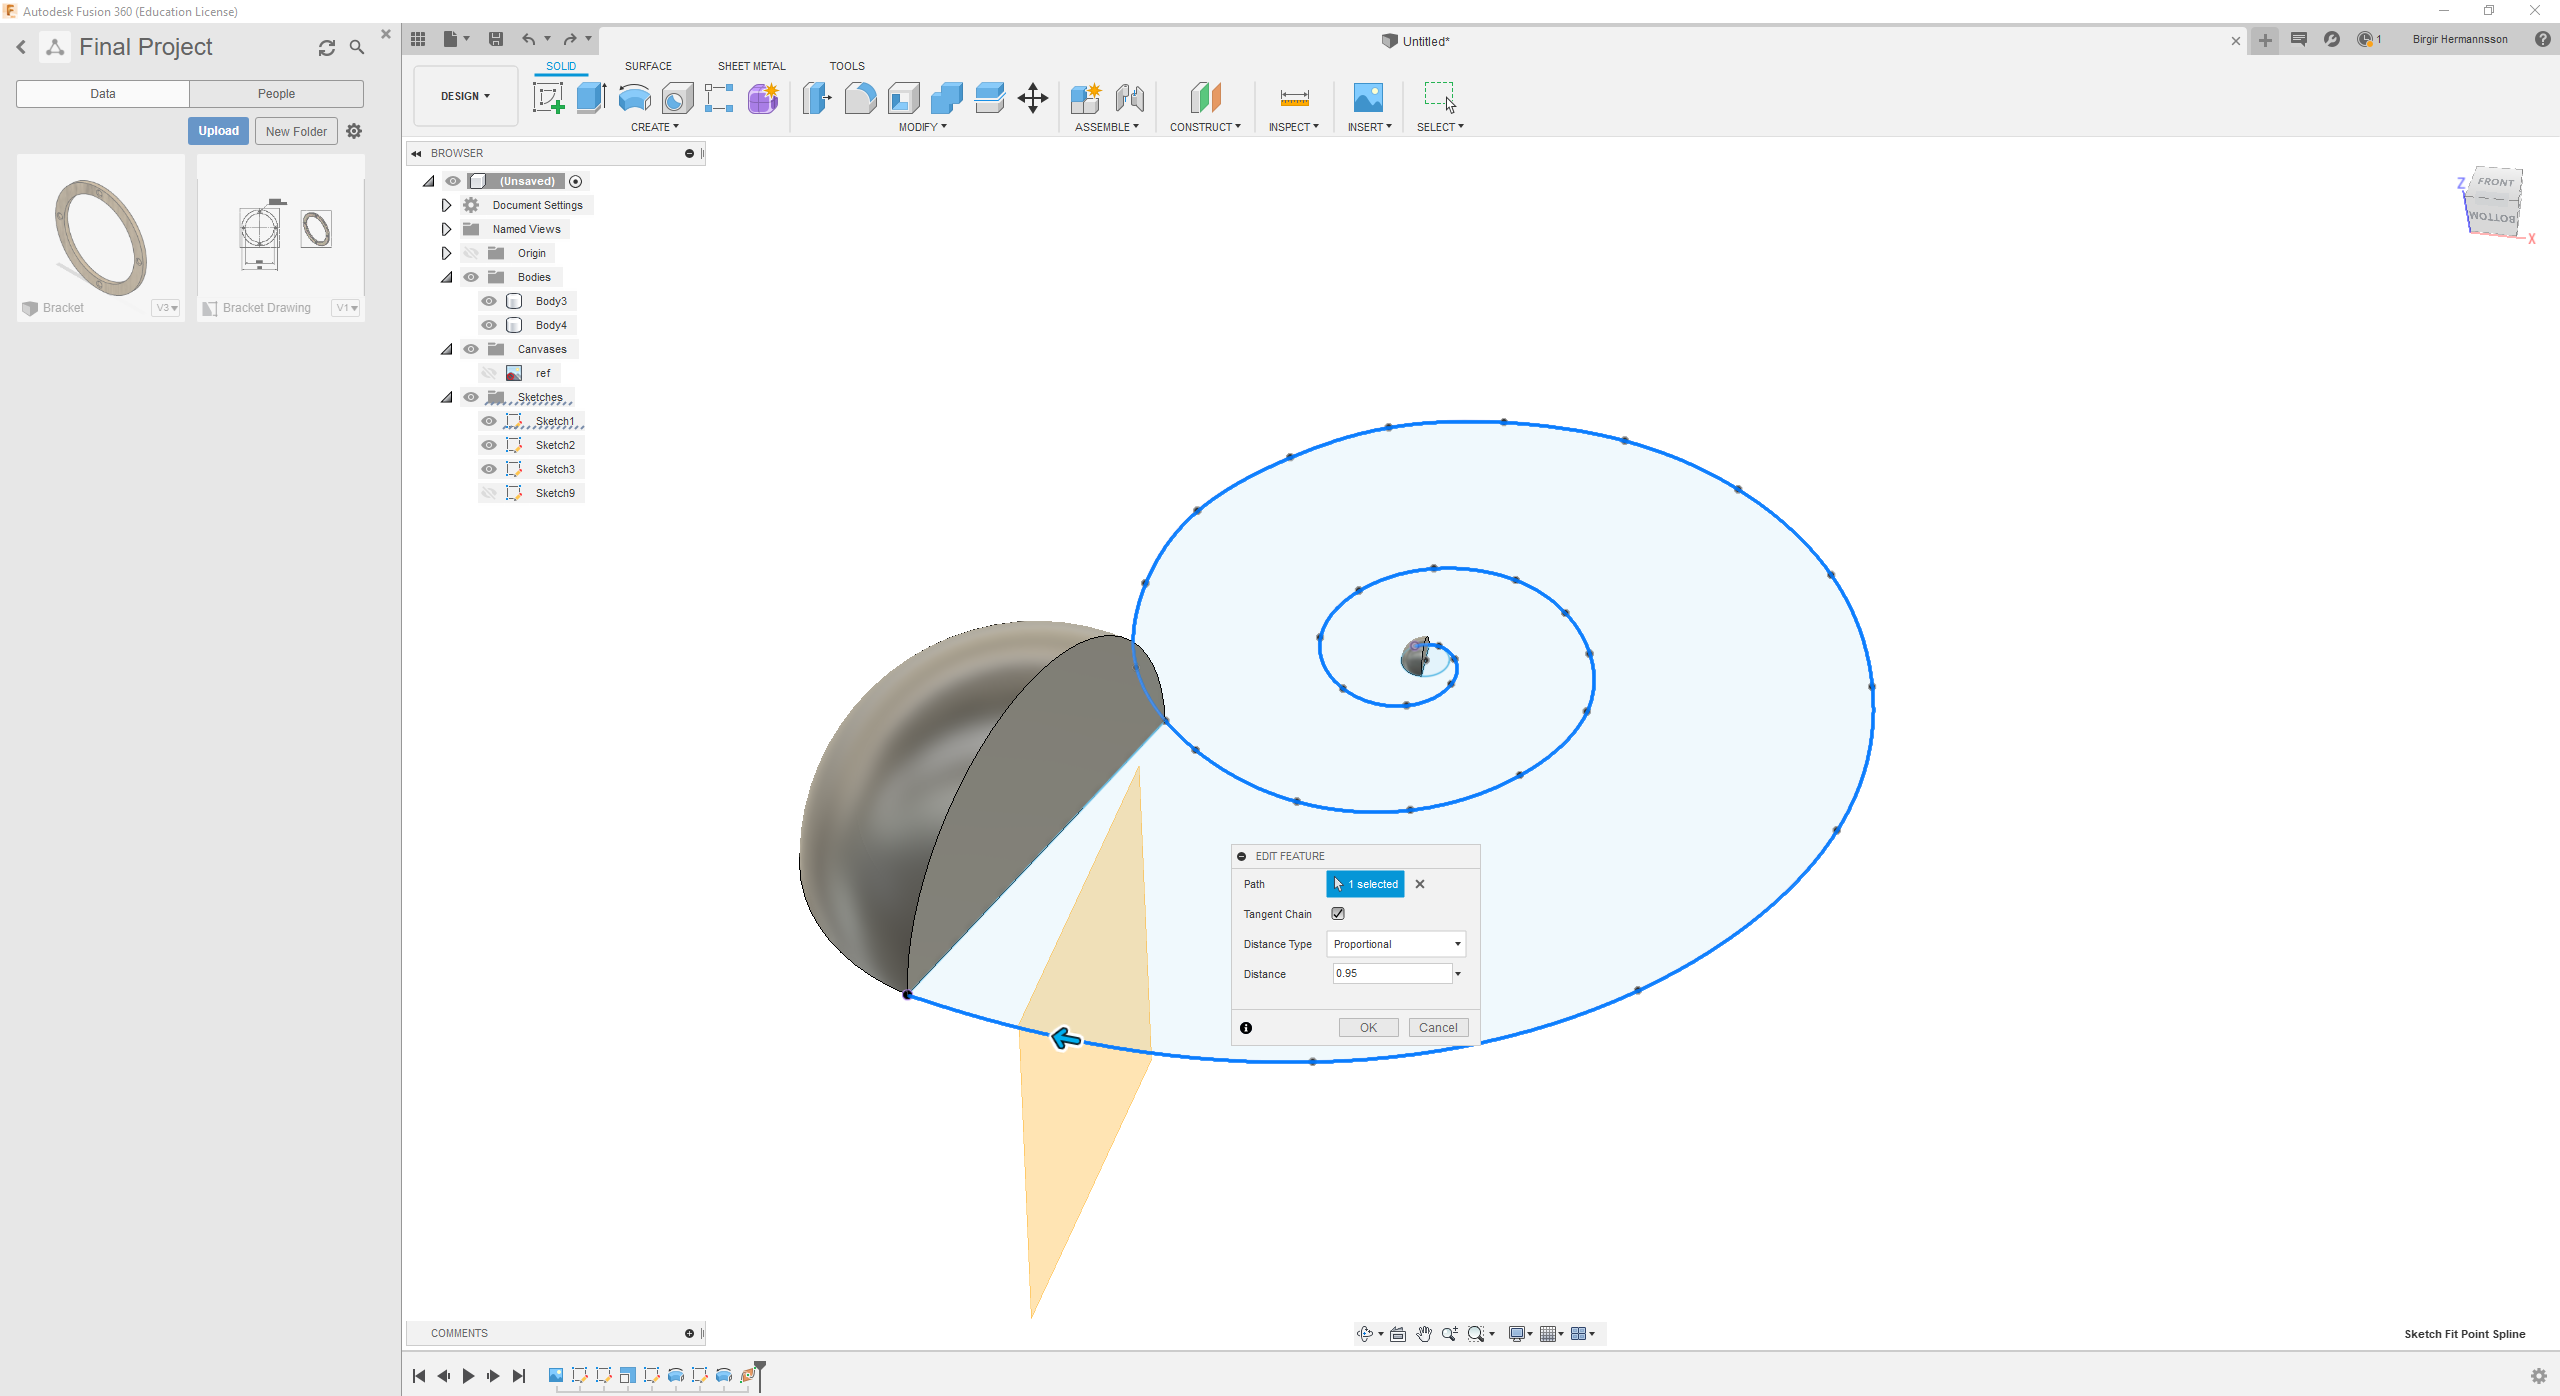 Autodesk Fusion 360 (Education License)
Final Project
Data
People
Upload
New Folder
Bracket
V3
Bracket Drawing
V1
Untitled*
1
Birgir Hermannsson
DESIGN
SOLID
SURFACE
SHEET METAL
TOOLS
CREATE
MODIFY
ASSEMBLE
CONSTRUCT
INSPECT
INSERT
SELECT
BROWSER
(Unsaved)
Document Settings
Named Views
Origin
Bodies
Body3
Body4
Canvases
ref
Sketches
Sketch1
Sketch2
Sketch3
Sketch9
Z
FRONT
BOTTOM
X
EDIT FEATURE
Path
1 selected
Tangent Chain
Distance Type
Proportional
Distance
0.95
OK
Cancel
COMMENTS
Sketch Fit Point Spline